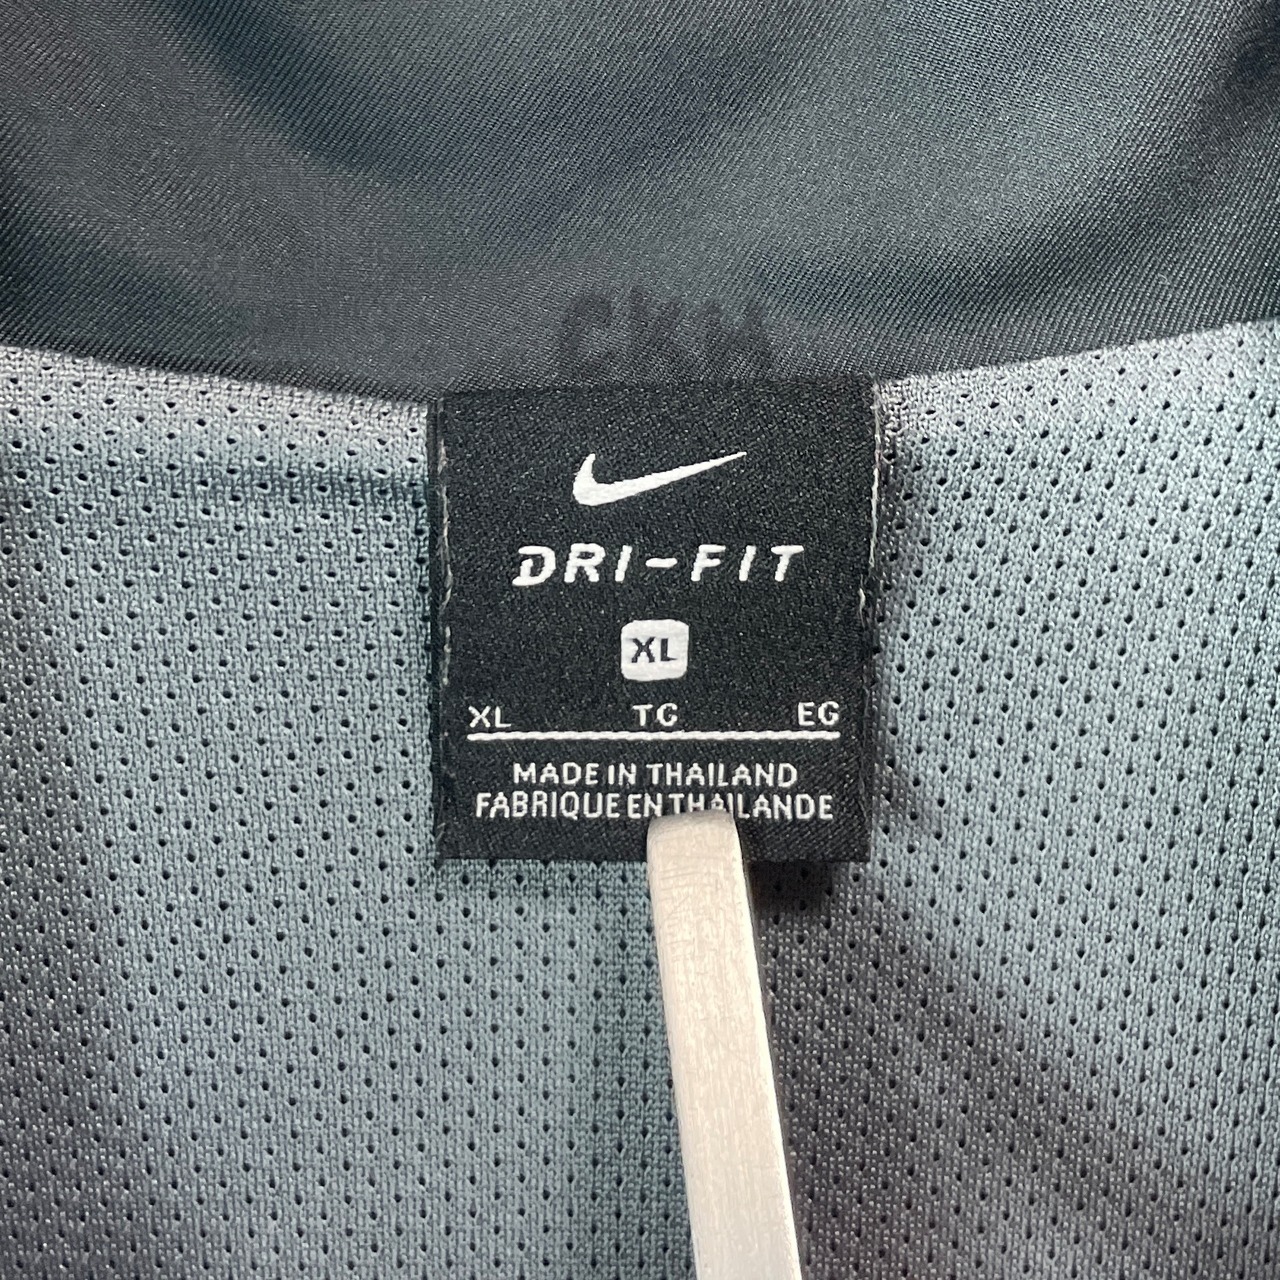 DRI-FIT
XL
XL TG EG
MADE IN THAILAND
FABRIQUE EN THAILANDE